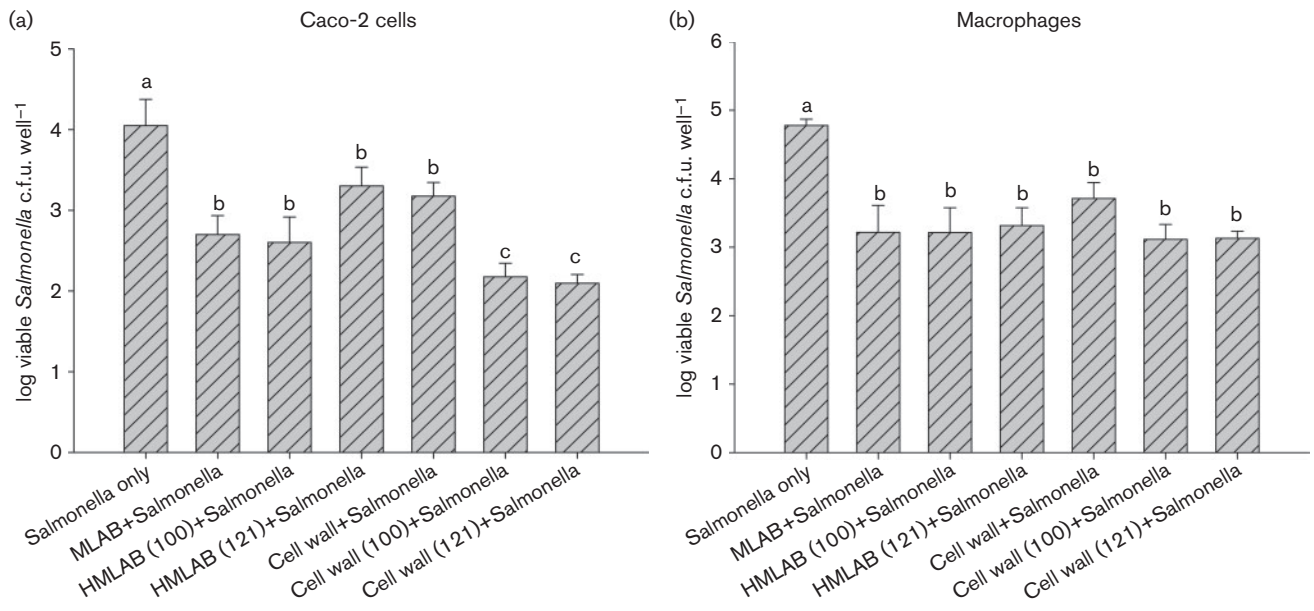 (a)
Caco-2 cells
log viable Salmonella c.f.u. well⁻¹
5
4
3
2
1
0
a
b
b
b
b
c
c
Salmonella only
MLAB+Salmonella
HMLAB (100)+Salmonella
HMLAB (121)+Salmonella
Cell wall+Salmonella
Cell wall (100)+Salmonella
Cell wall (121)+Salmonella
(b)
Macrophages
log viable Salmonella c.f.u. well⁻¹
6
5
4
3
2
1
0
a
b
b
b
b
b
b
Salmonella only
MLAB+Salmonella
HMLAB (100)+Salmonella
HMLAB (121)+Salmonella
Cell wall+Salmonella
Cell wall (100)+Salmonella
Cell wall (121)+Salmonella